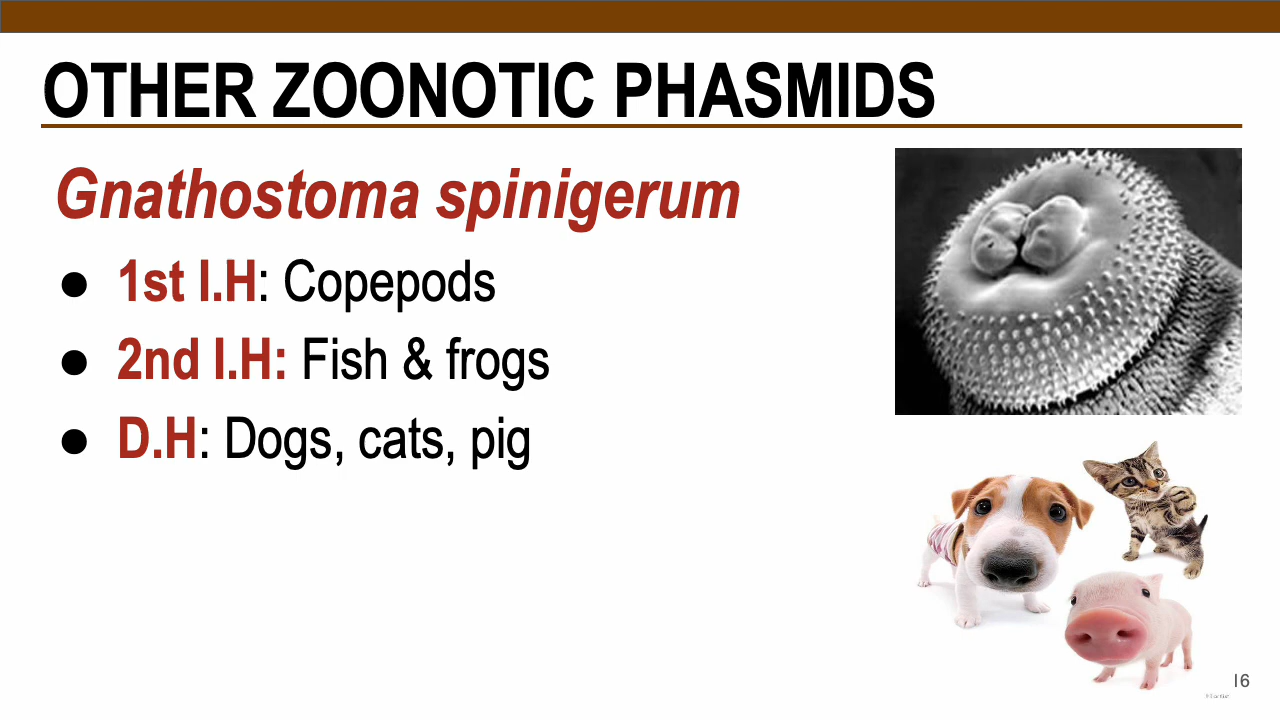 OTHER ZOONOTIC PHASMIDS
Gnathostoma spinigerum
● 1st I.H: Copepods
● 2nd I.H: Fish & frogs
● D.H: Dogs, cats, pig
16